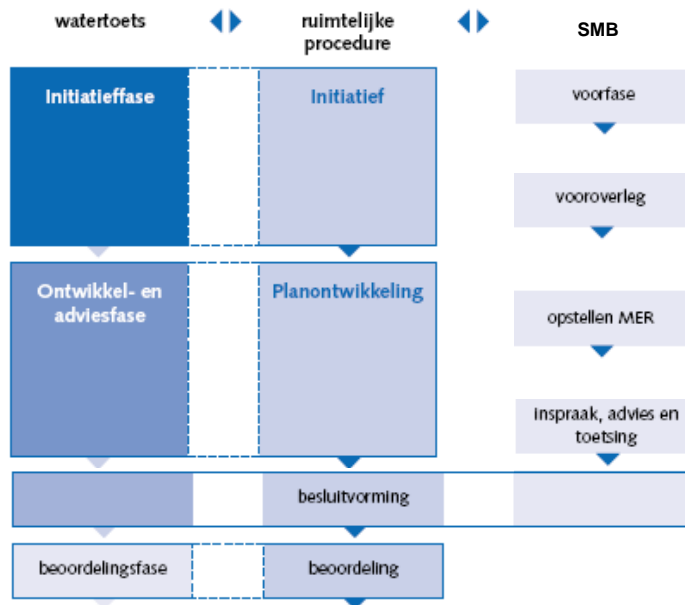 watertoets
ruimtelijke
procedure
SMB
Initiatieffase
Initiatief
voorfase
vooroverleg
Ontwikkel- en
adviesfase
Planontwikkeling
opstellen MER
inspraak, advies en
toetsing
besluitvorming
beoordelingsfase
beoordeling